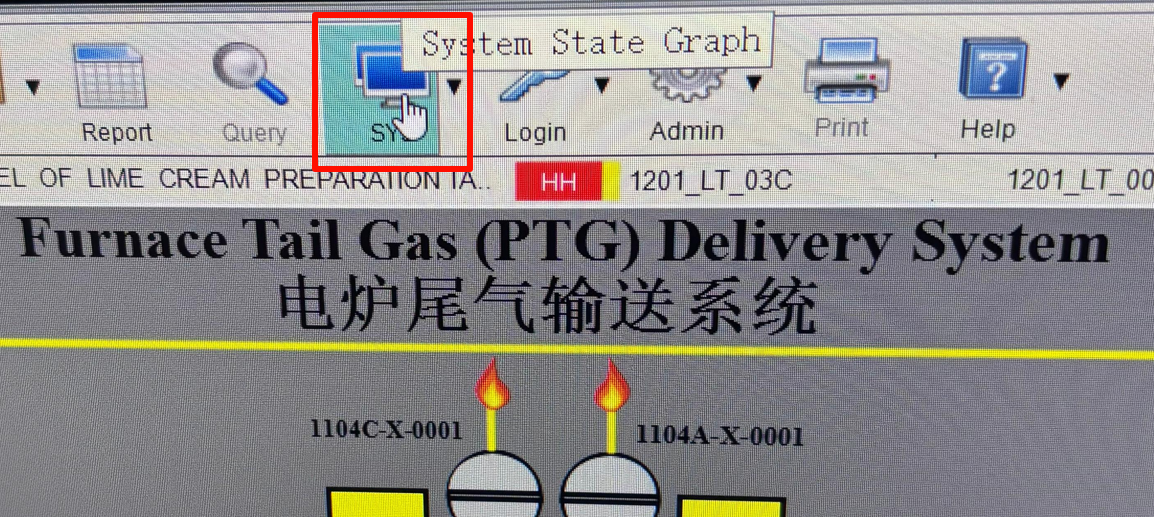 System State Graph
Report
Query
Login
Admin
Print
Help
EL OF LIME CREAM PREPARATION TA..
HH
1201_LT_03C
1201_LT_00
Furnace Tail Gas (PTG) Delivery System
电炉尾气输送系统
1104C-X-0001
1104A-X-0001